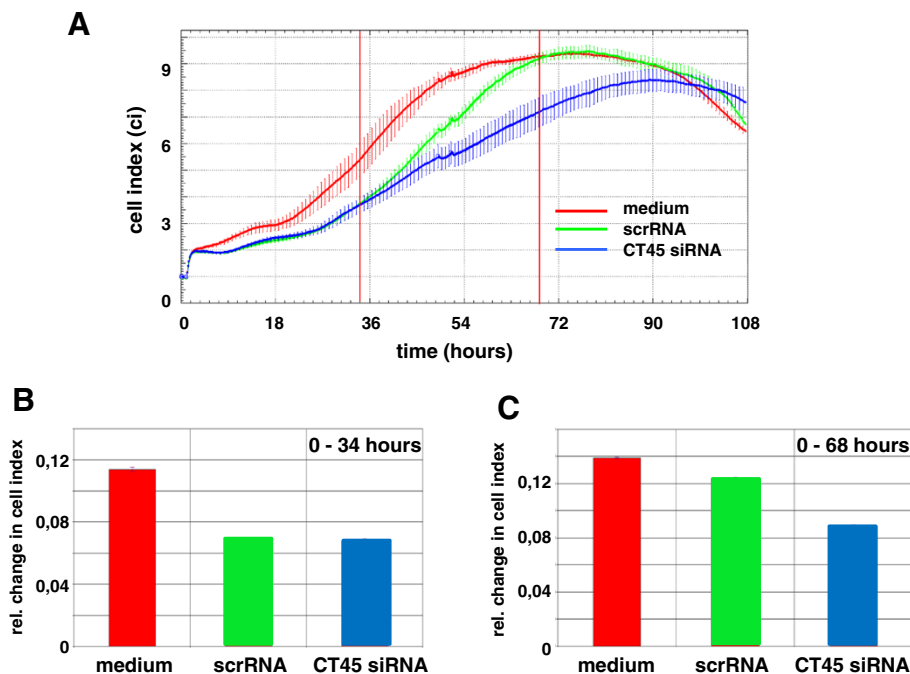 A
cell index (ci)
9
6
3
0
0 18 36 54 72 90 108
time (hours)
medium
scrRNA
CT45 siRNA
B
rel. change in cell index
0 - 34 hours
0,12
0,08
0,04
0
medium scrRNA CT45 siRNA
C
rel. change in cell index
0 - 68 hours
0,12
0,08
0,04
0
medium scrRNA CT45 siRNA